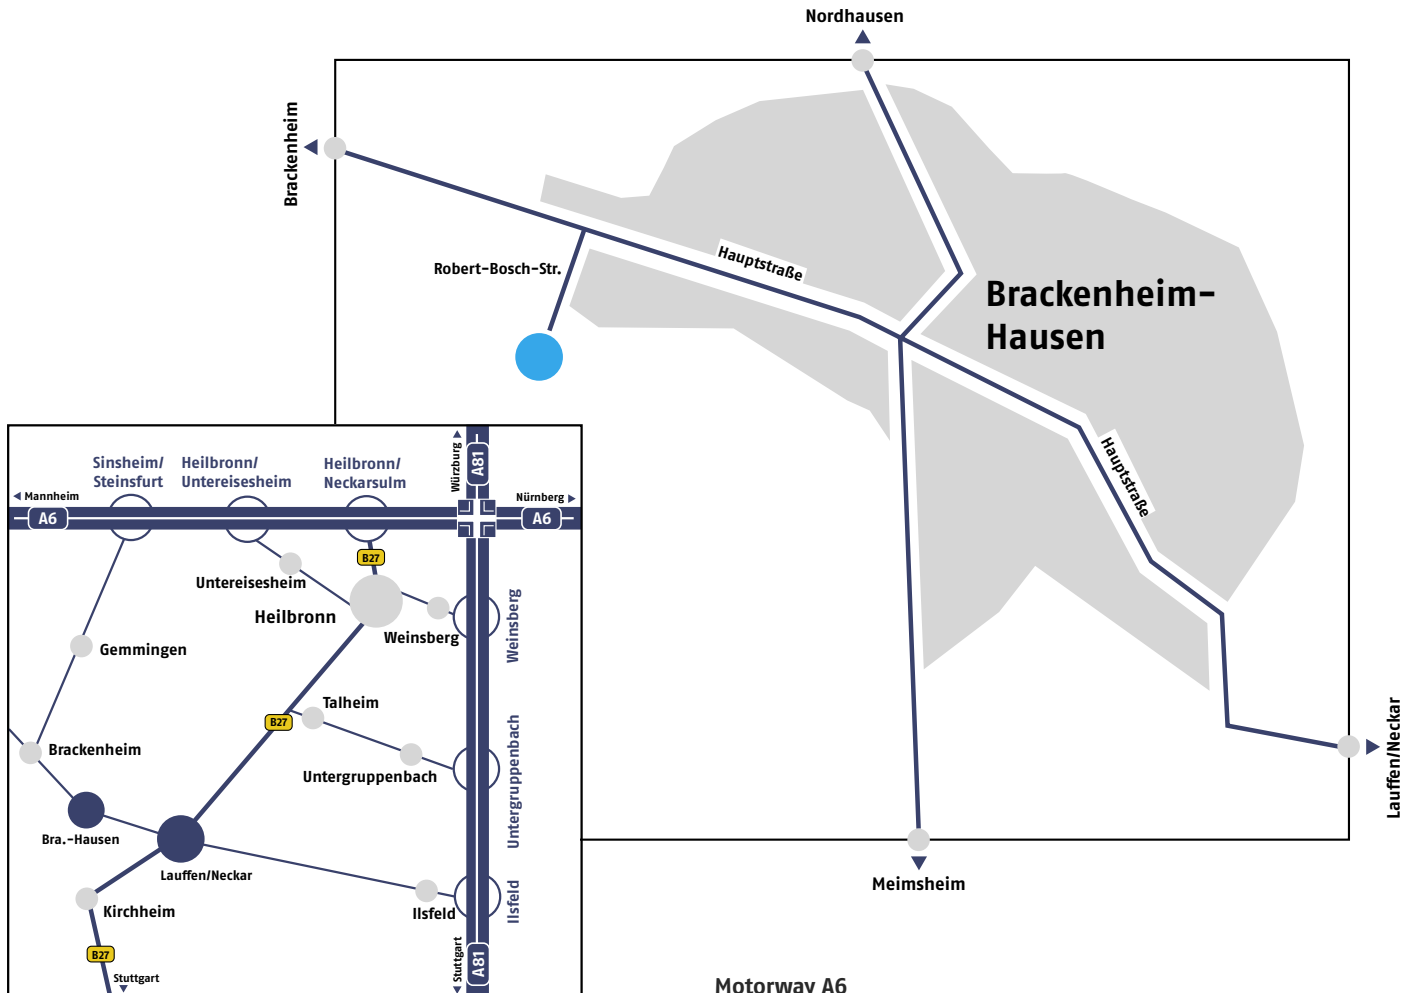 Nordhausen
Brackenheim
Robert-Bosch-Str.
Hauptstraße
Brackenheim-
Hausen
Hauptstraße
Lauffen/Neckar
Meimsheim
Sinsheim/
Steinsfurt
Heilbronn/
Untereisesheim
Heilbronn/
Neckarsulm
Würzburg
A81
Mannheim
Nürnberg
A6
A6
B27
Untereisesheim
Heilbronn
Weinsberg
Weinsberg
Gemmingen
Talheim
B27
Brackenheim
Untergruppenbach
Untergruppenbach
Bra.-Hausen
Lauffen/Neckar
Kirchheim
Ilsfeld
Ilsfeld
B27
Stuttgart
Stuttgart
A81
Motorway A6